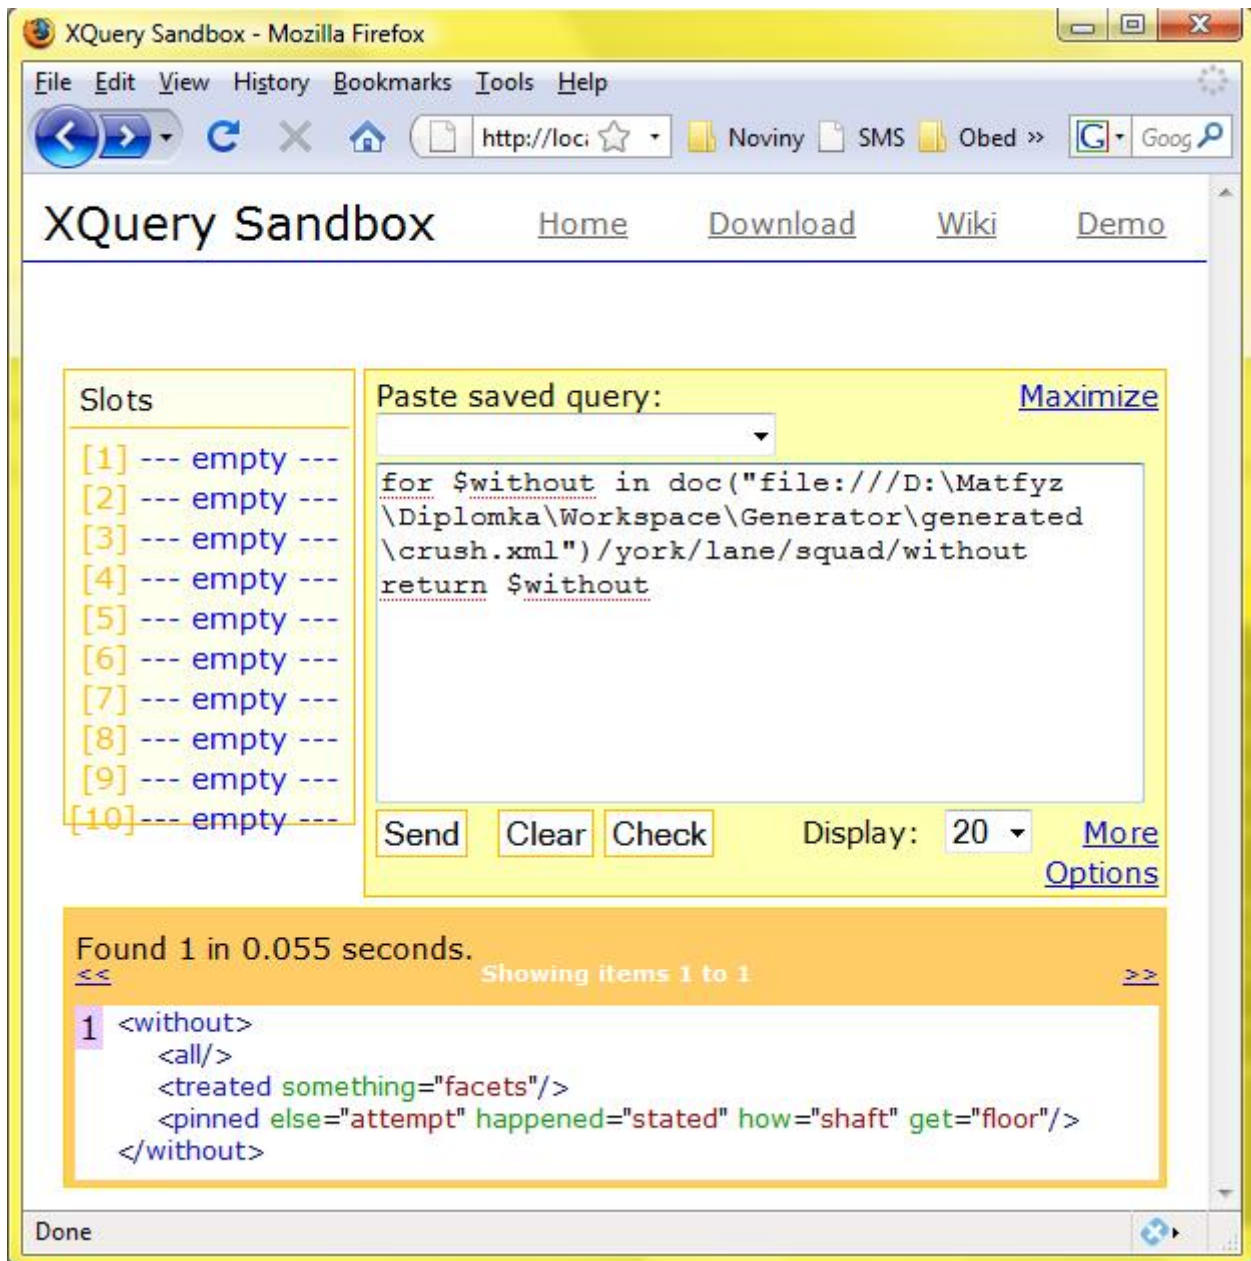 XQuery Sandbox - Mozilla Firefox
File Edit View History Bookmarks Tools Help
http://loc Noviny SMS Obed » G Goog
XQuery Sandbox Home Download Wiki Demo
Slots
[1] --- empty ---
[2] --- empty ---
[3] --- empty ---
[4] --- empty ---
[5] --- empty ---
[6] --- empty ---
[7] --- empty ---
[8] --- empty ---
[9] --- empty ---
[10]--- empty ---
Paste saved query: Maximize
for $without in doc("file:///D:\Matfyz
\Diplomka\Workspace\Generator\generated
\crush.xml")/york/lane/squad/without
return $without
Send Clear Check Display: 20 More
Options
Found 1 in 0.055 seconds.
<< Showing items 1 to 1 >>
1 <without>
<all/>
<treated something="facets"/>
<pinned else="attempt" happened="stated" how="shaft" get="floor"/>
</without>
Done